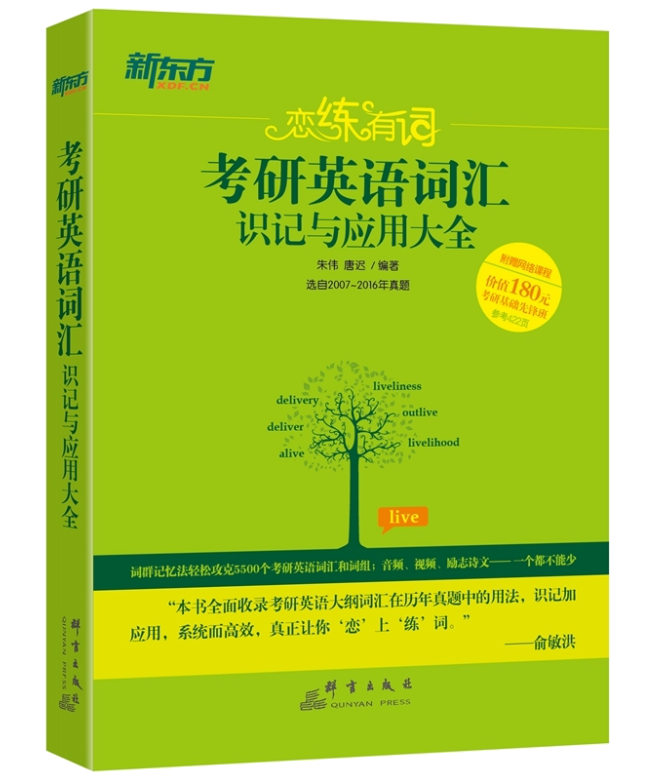 新东方
XDF.CN
恋练有词
考研英语词汇
识记与应用大全
朱伟 唐迟 / 编著
选自2007~2016年真题
附赠网络课程
价值180元
考研基础先锋班
参考422页
liveliness
delivery
outlive
deliver
livelihood
alive
live
词群记忆法轻松攻克5500个考研英语词汇和词组；音频、视频、励志诗文——一个都不能少
“本书全面收录考研英语大纲词汇在历年真题中的用法，识记加
应用，系统而高效，真正让你‘恋’上‘练’词。”
——俞敏洪
群言出版社
QUNYAN PRESS
新东方
XDF.CN
考研英语词汇
识记与应用大全
群言出版社
QUNYAN PRESS